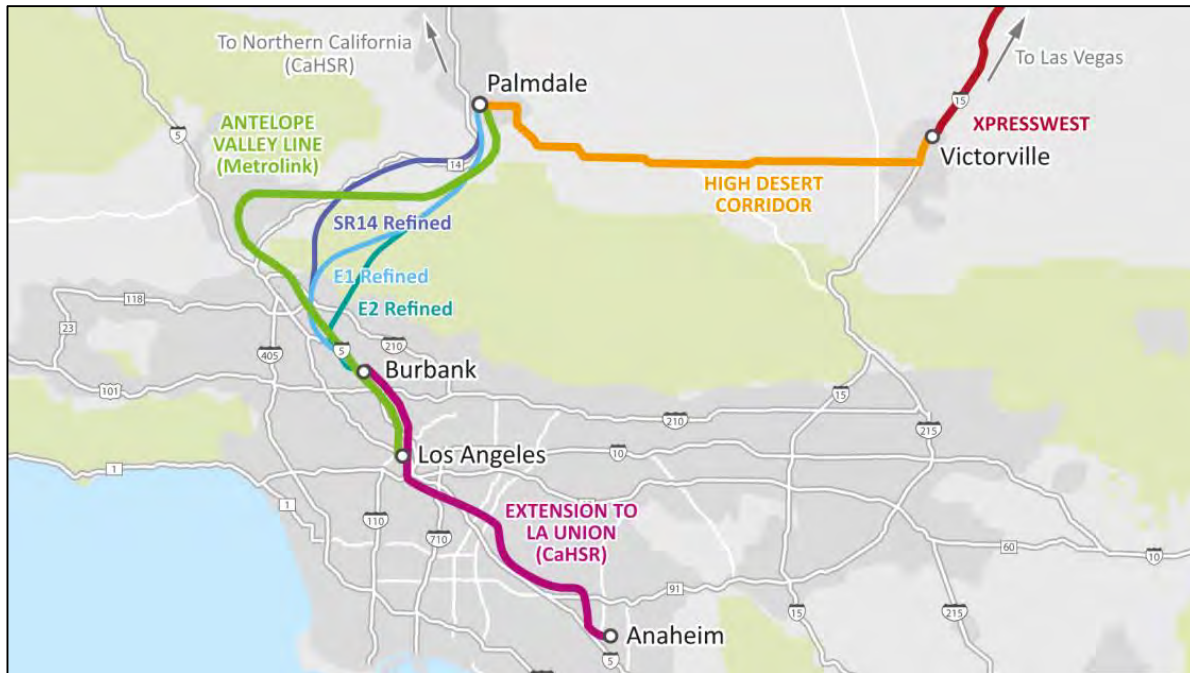 To Northern California
(CaHSR)
To Las Vegas
Palmdale
5
15
ANTELOPE
VALLEY LINE
(Metrolink)
XPRESSWEST
14
Victorville
HIGH DESERT
CORRIDOR
SR14 Refined
E1 Refined
118
E2 Refined
23
405
5
210
Burbank
101
15
210
215
Los Angeles
10
1
1
EXTENSION TO
LA UNION
(CaHSR)
110
710
60
10
91
15
215
Anaheim
5